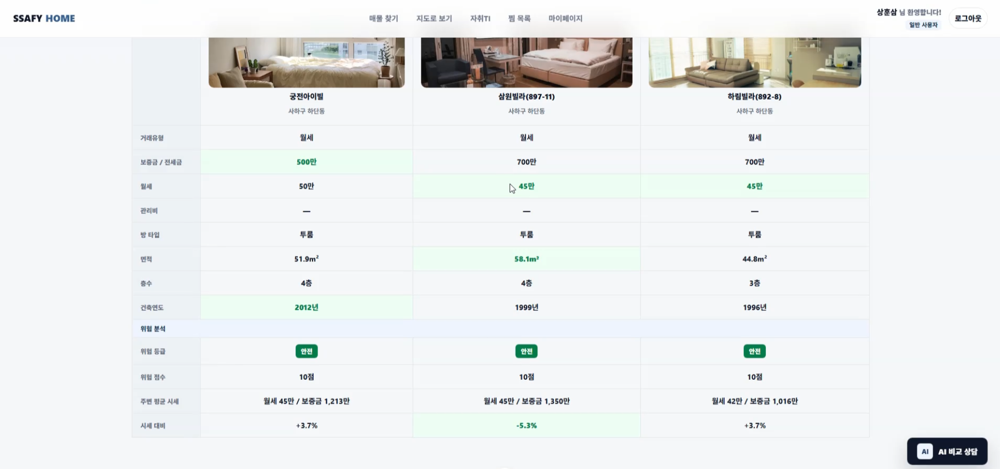 SSAFY HOME
매물 찾기 지도로 보기 자취TI 찜 목록 마이페이지
상훈삼 님 환영합니다!
일반 사용자
로그아웃
궁전아이빌 삼원빌라(897-11) 하림빌라(892-8)
사하구 하단동 사하구 하단동 사하구 하단동
거래유형 월세 월세 월세
보증금 / 전세금 500만 700만 700만
월세 50만 45만 45만
관리비 — — —
방 타입 투룸 투룸 투룸
면적 51.9m² 58.1m² 44.8m²
층수 4층 4층 3층
건축연도 2012년 1999년 1996년
위험 분석
위험 등급 안전 안전 안전
위험 점수 10점 10점 10점
주변 평균 시세 월세 45만 / 보증금 1,213만 월세 45만 / 보증금 1,350만 월세 42만 / 보증금 1,016만
시세 대비 +3.7% -5.3% +3.7%
AI AI 비교 상담